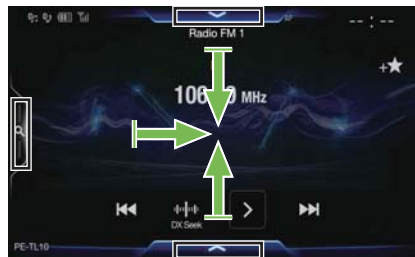 -- : --
Radio FM 1
MHz
DX Seek
PE-TL10